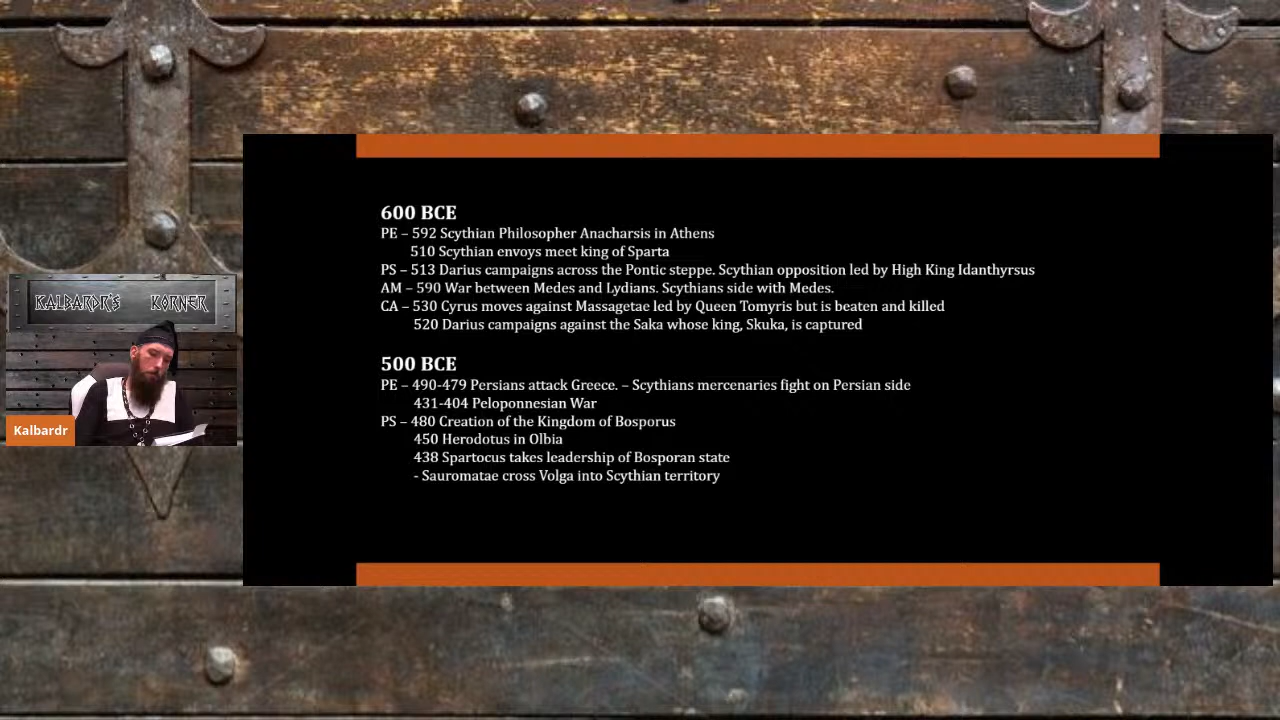 600 BCE
PE – 592 Scythian Philosopher Anacharsis in Athens
510 Scythian envoys meet king of Sparta
PS – 513 Darius campaigns across the Pontic steppe. Scythian opposition led by High King Idanthyrsus
AM – 590 War between Medes and Lydians. Scythians side with Medes.
CA – 530 Cyrus moves against Massagetae led by Queen Tomyris but is beaten and killed
520 Darius campaigns against the Saka whose king, Skuka, is captured
500 BCE
PE – 490-479 Persians attack Greece. – Scythians mercenaries fight on Persian side
431-404 Peloponnesian War
PS – 480 Creation of the Kingdom of Bosporus
450 Herodotus in Olbia
438 Spartocus takes leadership of Bosporan state
- Sauromatae cross Volga into Scythian territory
KALBARDR'S KORNER
Kalbardr